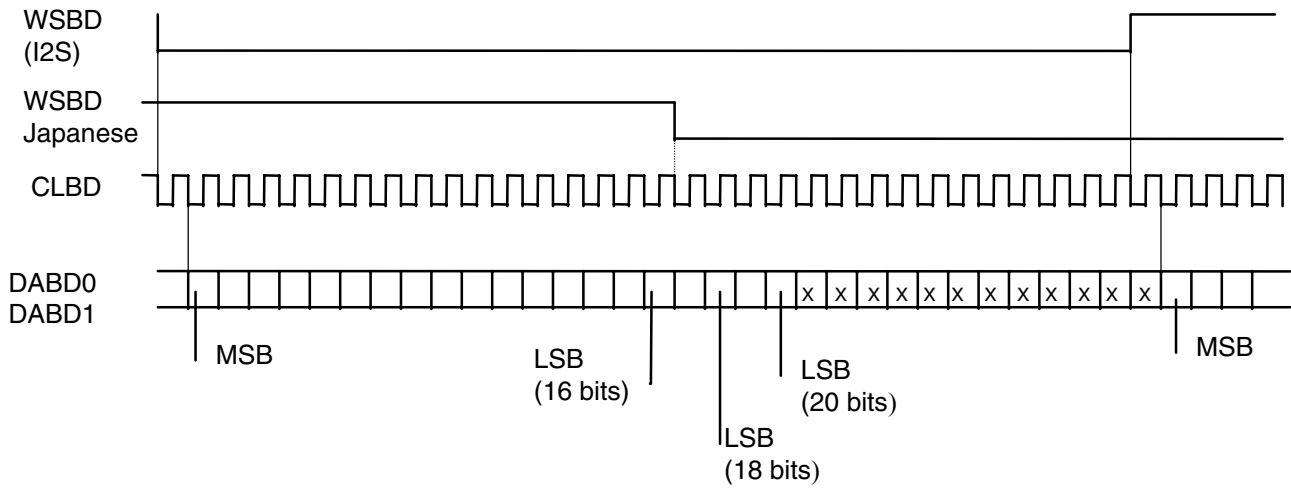 WSBD
(I2S)
WSBD
Japanese
CLBD
DABD0
DABD1
x x x x x x x x x x x x
MSB
LSB
(16 bits)
LSB
(18 bits)
LSB
(20 bits)
MSB